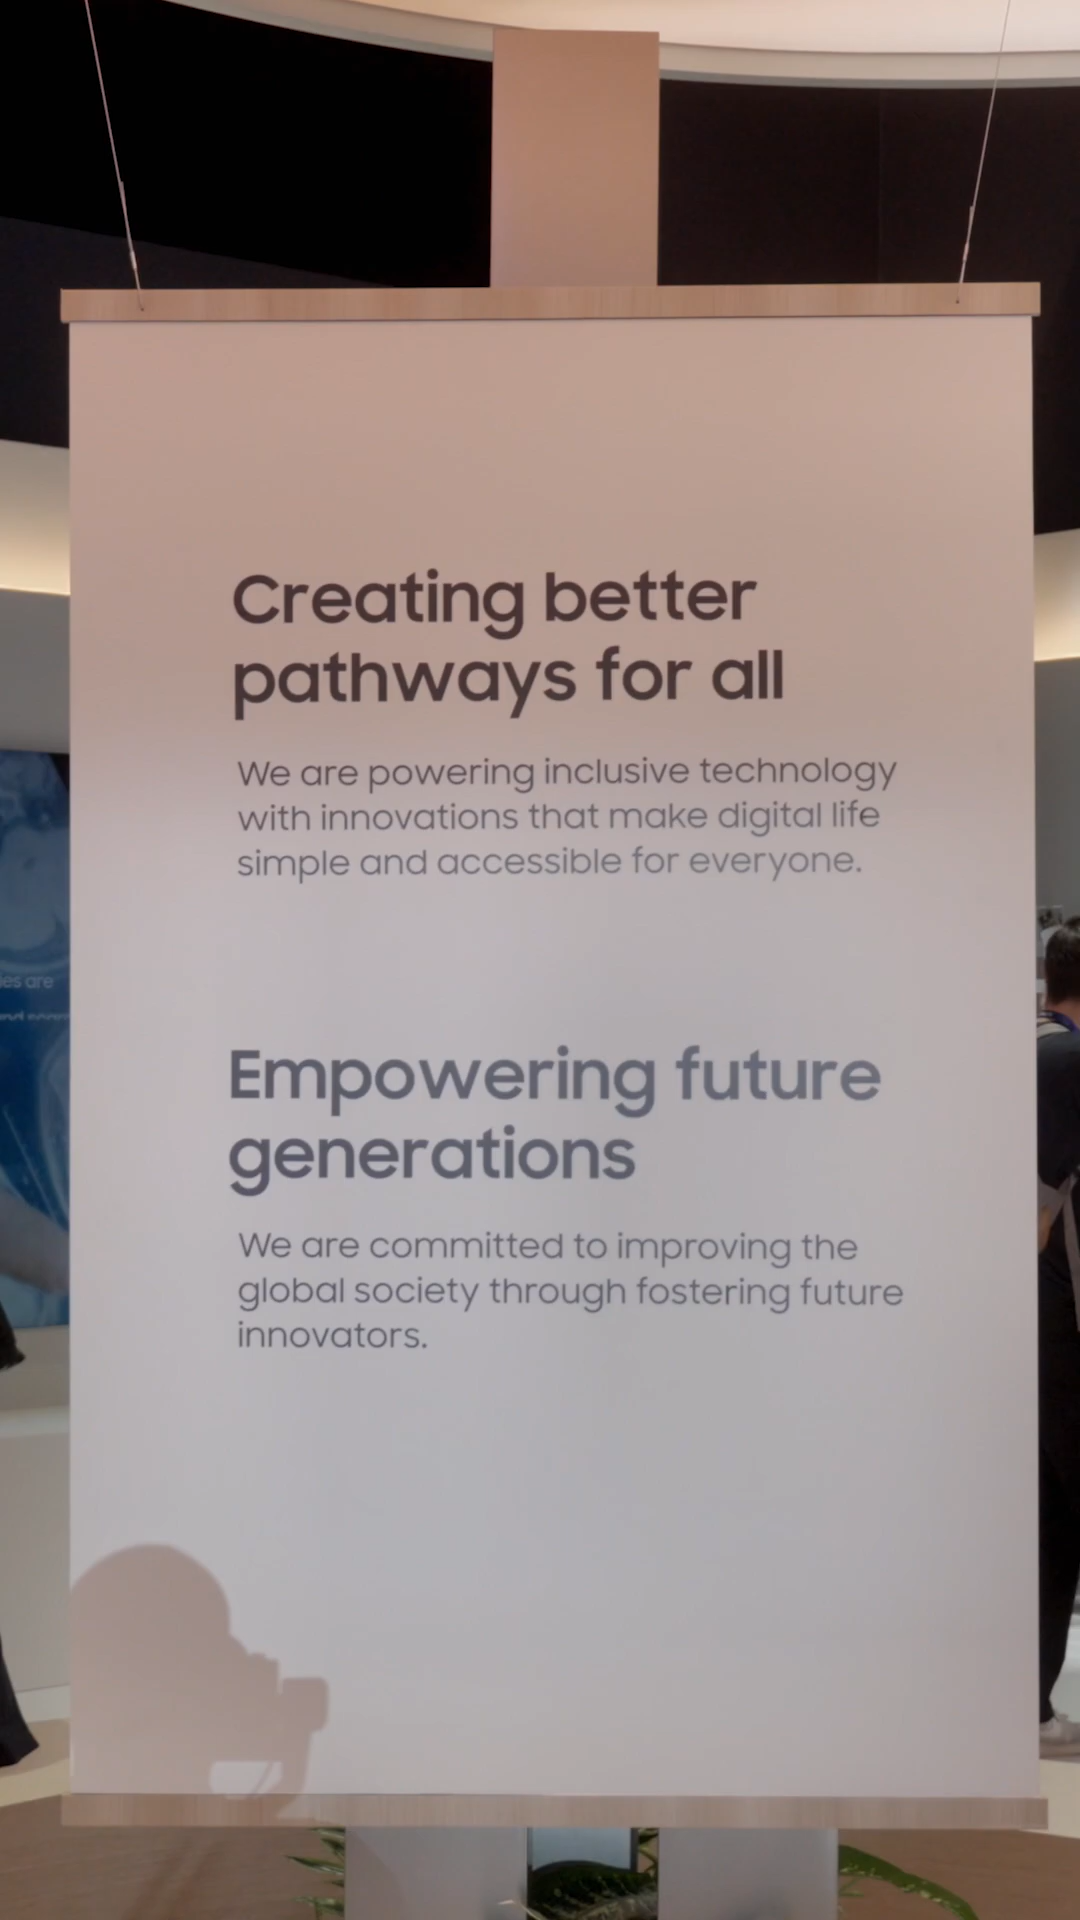 Creating better
pathways for all
We are powering inclusive technology
with innovations that make digital life
simple and accessible for everyone.
Empowering future
generations
We are committed to improving the
global society through fostering future
innovators.
are